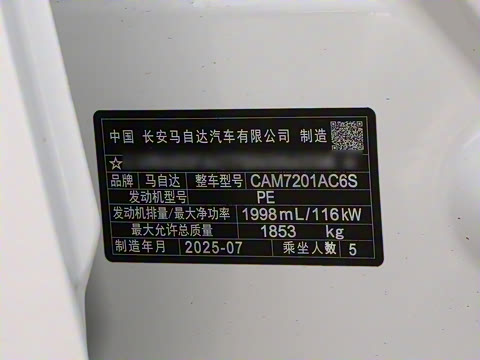 中国 长安马自达汽车有限公司 制造
☆
品牌 马自达 整车型号 CAM7201AC6S
发动机型号 PE
发动机排量/最大净功率 1998mL/116kW
最大允许总质量 1853 kg
制造年月 2025-07 乘坐人数 5